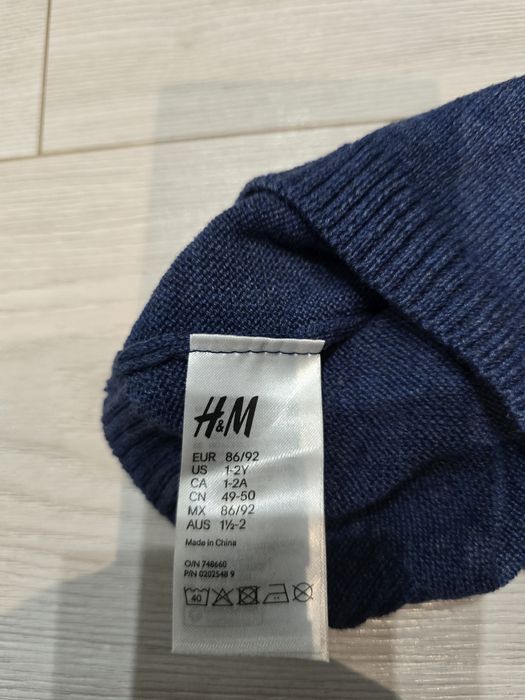 H&M
EUR 86/92
US 1-2Y
CA 1-2A
CN 49-50
MX 86/92
AUS 1½-2
Made in China
O/N 748660
P/N 0202548 9
40